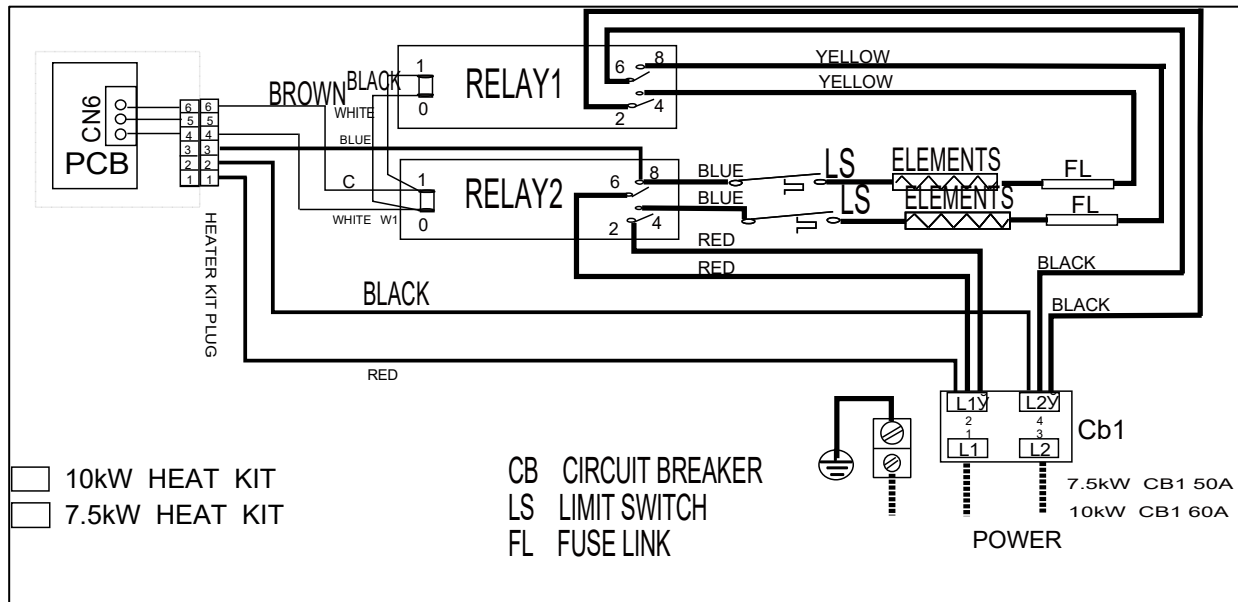 CN6
PCB
6 6
5 5
4 4
3 3
2 2
1 1
HEATER KIT PLUG
BROWN
BLACK
WHITE
BLUE
1
0
RELAY1
6 8
2 4
YELLOW
YELLOW
C
WHITE W1
1
0
RELAY2
6 8
2 4
BLUE LS ELEMENTS FL
BLUE LS ELEMENTS FL
RED
RED
BLACK
BLACK
BLACK
RED
L1У L2У
2 4
1 3
L1 L2
Cb1
7.5kW CB1 50A
10kW CB1 60A
POWER
10kW HEAT KIT
7.5kW HEAT KIT
CB CIRCUIT BREAKER
LS LIMIT SWITCH
FL FUSE LINK